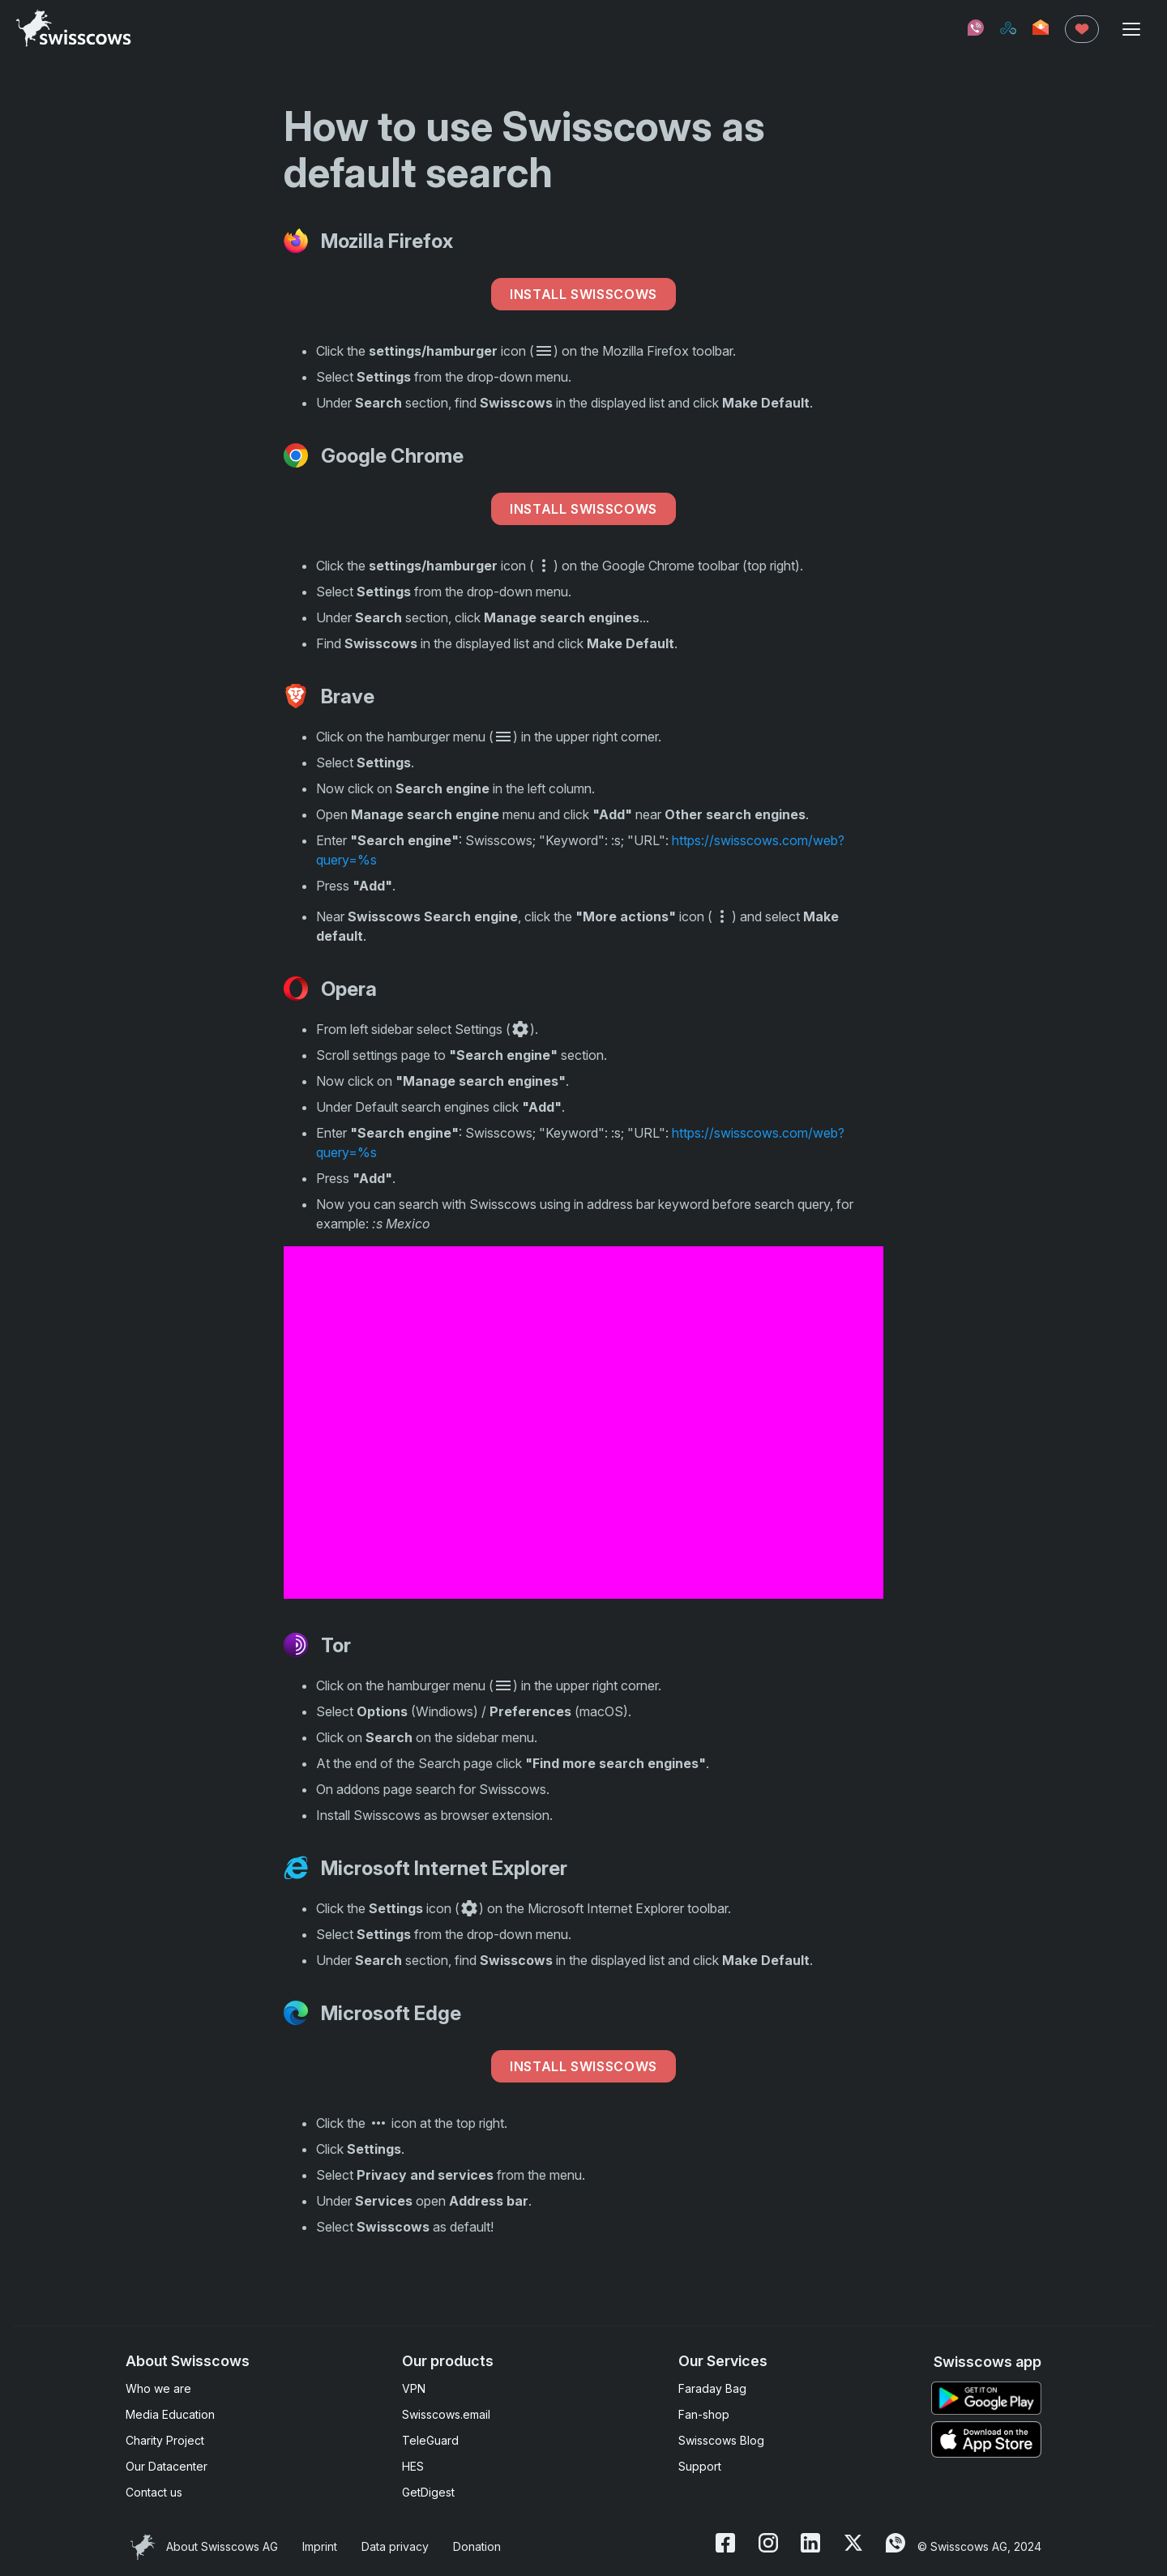 swisscows
How to use Swisscows as
default search
Mozilla Firefox
INSTALL SWISSCOWS
Click the settings/hamburger icon ( ) on the Mozilla Firefox toolbar.
Select Settings from the drop-down menu.
Under Search section, find Swisscows in the displayed list and click Make Default.
Google Chrome
INSTALL SWISSCOWS
Click the settings/hamburger icon ( ) on the Google Chrome toolbar (top right).
Select Settings from the drop-down menu.
Under Search section, click Manage search engines...
Find Swisscows in the displayed list and click Make Default.
Brave
Click on the hamburger menu ( ) in the upper right corner.
Select Settings.
Now click on Search engine in the left column.
Open Manage search engine menu and click "Add" near Other search engines.
Enter "Search engine": Swisscows; "Keyword": :s; "URL": https://swisscows.com/web?
query=%s
Press "Add".
Near Swisscows Search engine, click the "More actions" icon ( ) and select Make
default.
Opera
From left sidebar select Settings ( ).
Scroll settings page to "Search engine" section.
Now click on "Manage search engines".
Under Default search engines click "Add".
Enter "Search engine": Swisscows; "Keyword": :s; "URL": https://swisscows.com/web?
query=%s
Press "Add".
Now you can search with Swisscows using in address bar keyword before search query, for
example: :s Mexico
Tor
Click on the hamburger menu ( ) in the upper right corner.
Select Options (Windiows) / Preferences (macOS).
Click on Search on the sidebar menu.
At the end of the Search page click "Find more search engines".
On addons page search for Swisscows.
Install Swisscows as browser extension.
Microsoft Internet Explorer
Click the Settings icon ( ) on the Microsoft Internet Explorer toolbar.
Select Settings from the drop-down menu.
Under Search section, find Swisscows in the displayed list and click Make Default.
Microsoft Edge
INSTALL SWISSCOWS
Click the ··· icon at the top right.
Click Settings.
Select Privacy and services from the menu.
Under Services open Address bar.
Select Swisscows as default!
About Swisscows
Who we are
Media Education
Charity Project
Our Datacenter
Contact us
Our products
VPN
Swisscows.email
TeleGuard
HES
GetDigest
Our Services
Faraday Bag
Fan-shop
Swisscows Blog
Support
Swisscows app
GET IT ON
Google Play
Download on the
App Store
About Swisscows AG Imprint Data privacy Donation
© Swisscows AG, 2024